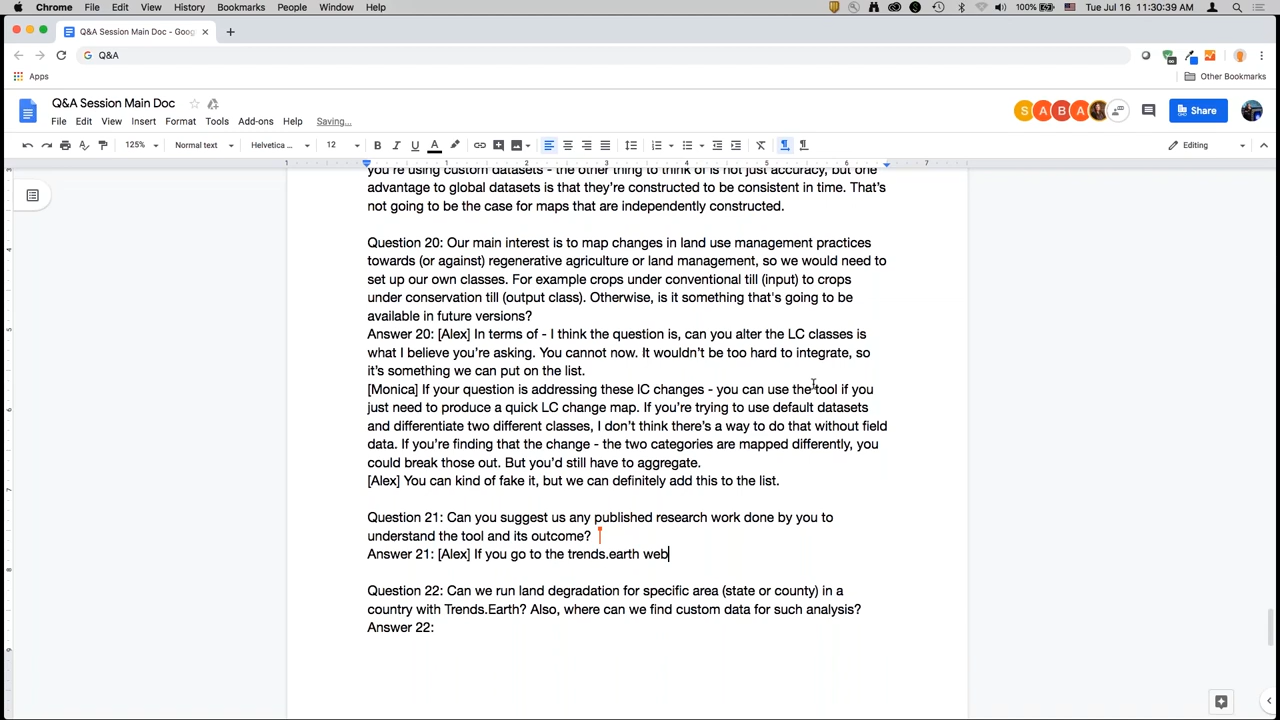 Chrome File Edit View History Bookmarks People Window Help 100% Tue Jul 16 11:30:39 AM
Q&A Session Main Doc - Goog
Q&A
Apps Other Bookmarks
Q&A Session Main Doc
File Edit View Insert Format Tools Add-ons Help Saving...
S A B A Share
125% Normal text Helvetica ... 12 B I U A Editing
1 1 2 3 4 5 6 7
you're using custom datasets - the other thing to think of is not just accuracy, but one
advantage to global datasets is that they're constructed to be consistent in time. That's
not going to be the case for maps that are independently constructed.
Question 20: Our main interest is to map changes in land use management practices
towards (or against) regenerative agriculture or land management, so we would need to
set up our own classes. For example crops under conventional till (input) to crops
under conservation till (output class). Otherwise, is it something that's going to be
available in future versions?
Answer 20: [Alex] In terms of - I think the question is, can you alter the LC classes is
what I believe you're asking. You cannot now. It wouldn't be too hard to integrate, so
it's something we can put on the list.
[Monica] If your question is addressing these lC changes - you can use the tool if you
just need to produce a quick LC change map. If you're trying to use default datasets
and differentiate two different classes, I don't think there's a way to do that without field
data. If you're finding that the change - the two categories are mapped differently, you
could break those out. But you'd still have to aggregate.
[Alex] You can kind of fake it, but we can definitely add this to the list.
Question 21: Can you suggest us any published research work done by you to
understand the tool and its outcome?
Answer 21: [Alex] If you go to the trends.earth web
Question 22: Can we run land degradation for specific area (state or county) in a
country with Trends.Earth? Also, where can we find custom data for such analysis?
Answer 22: